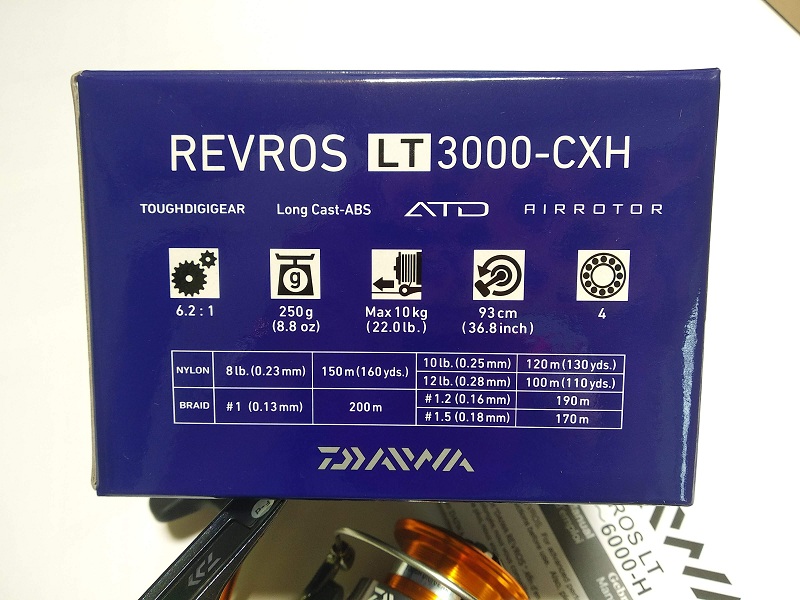 REVROS LT 3000-CXH
TOUGHDIGIGEAR Long Cast-ABS ATD AIRROTOR
g
6.2 : 1 250 g (8.8 oz) Max 10 kg (22.0 lb.) 93 cm (36.8 inch) 4
NYLON 8 lb. (0.23 mm) 150 m (160 yds.) 10 lb. (0.25 mm) 120 m (130 yds.)
12 lb. (0.28 mm) 100 m (110 yds.)
BRAID #1 (0.13 mm) 200 m #1.2 (0.16 mm) 190 m
#1.5 (0.18 mm) 170 m
DAIWA
ROS LT
~6000-H